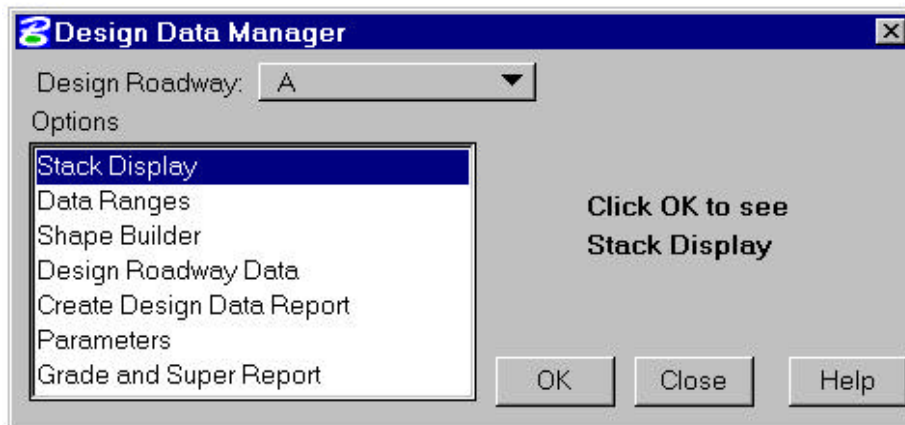 Design Data Manager
Design Roadway: A
Options
Stack Display
Data Ranges
Shape Builder
Design Roadway Data
Create Design Data Report
Parameters
Grade and Super Report
Click OK to see
Stack Display
OK Close Help